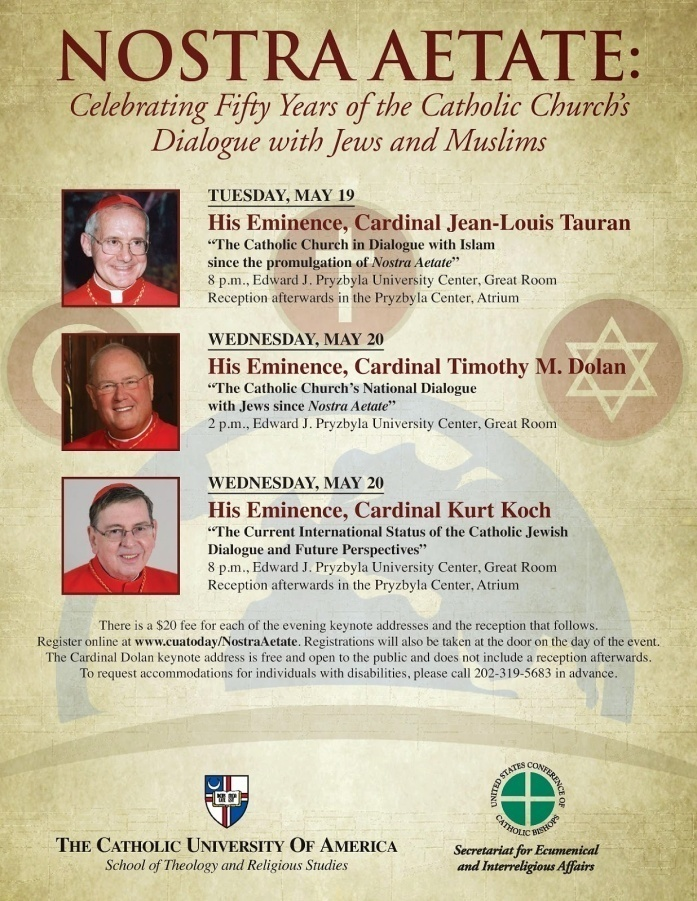 NOSTRA AETATE:
Celebrating Fifty Years of the Catholic Church's
Dialogue with Jews and Muslims
TUESDAY, MAY 19
His Eminence, Cardinal Jean-Louis Tauran
“The Catholic Church in Dialogue with Islam
since the promulgation of Nostra Aetate”
8 p.m., Edward J. Pryzbyla University Center, Great Room
Reception afterwards in the Pryzbyla Center, Atrium
WEDNESDAY, MAY 20
His Eminence, Cardinal Timothy M. Dolan
“The Catholic Church’s National Dialogue
with Jews since Nostra Aetate”
2 p.m., Edward J. Pryzbyla University Center, Great Room
WEDNESDAY, MAY 20
His Eminence, Cardinal Kurt Koch
“The Current International Status of the Catholic Jewish
Dialogue and Future Perspectives”
8 p.m., Edward J. Pryzbyla University Center, Great Room
Reception afterwards in the Pryzbyla Center, Atrium
There is a $20 fee for each of the evening keynote addresses and the reception that follows.
Register online at www.cuatoday/NostraAetate. Registrations will also be taken at the door on the day of the event.
The Cardinal Dolan keynote address is free and open to the public and does not include a reception afterwards.
To request accommodations for individuals with disabilities, please call 202-319-5683 in advance.
THE CATHOLIC UNIVERSITY OF AMERICA
School of Theology and Religious Studies
UNITED STATES CONFERENCE OF CATHOLIC BISHOPS
Secretariat for Ecumenical
and Interreligious Affairs